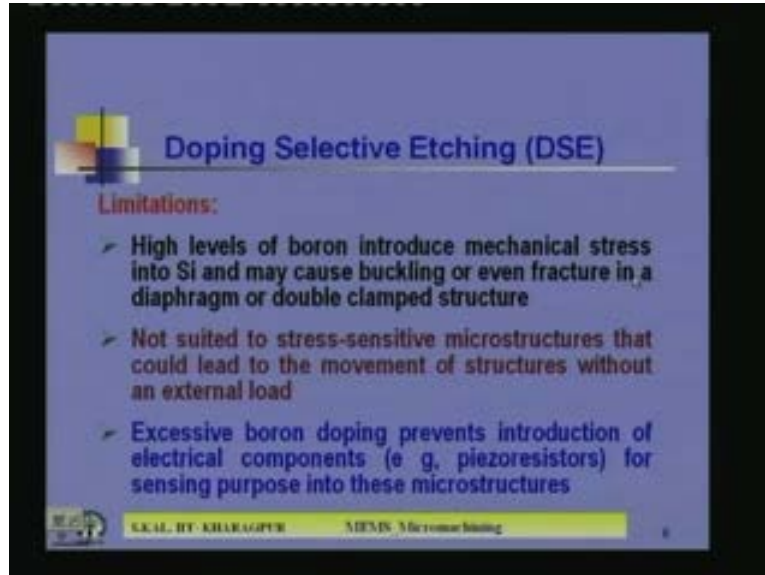 Doping Selective Etching (DSE)
Limitations:
High levels of boron introduce mechanical stress
into Si and may cause buckling or even fracture in a
diaphragm or double clamped structure
Not suited to stress-sensitive microstructures that
could lead to the movement of structures without
an external load
Excessive boron doping prevents introduction of
electrical components (e g, piezoresistors) for
sensing purpose into these microstructures
KHARAGPUR MEMS_Micromachining